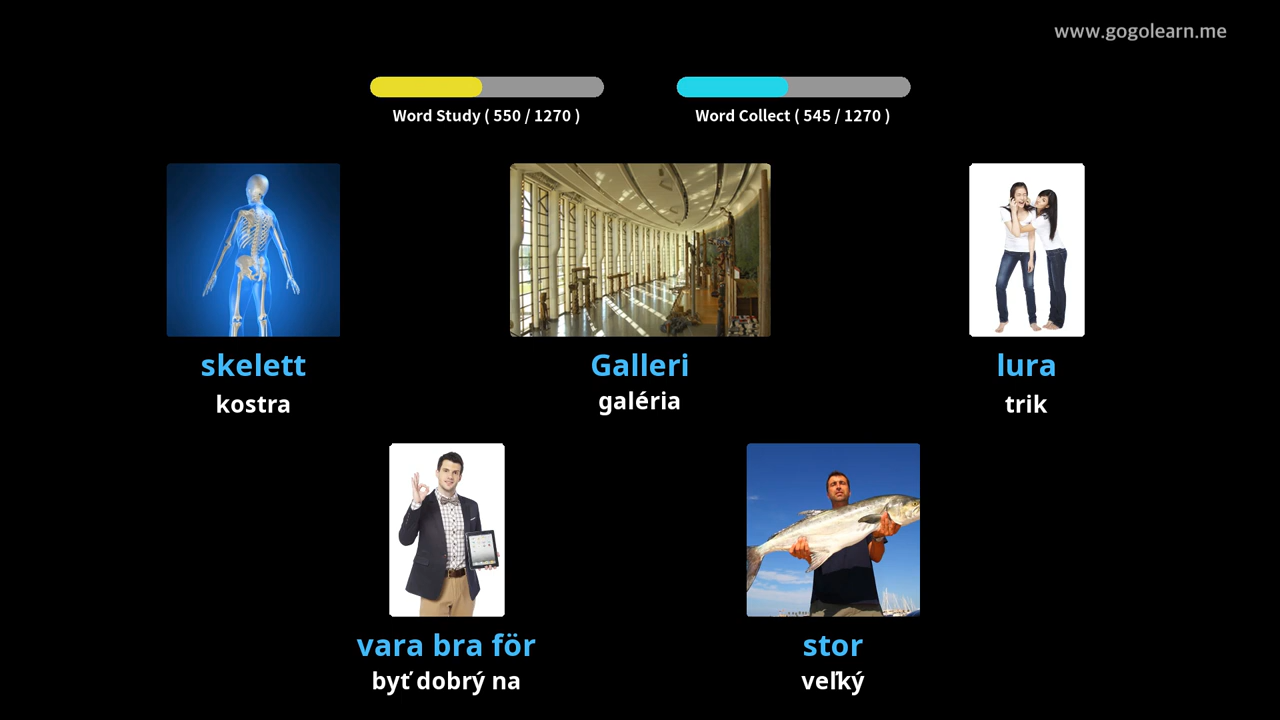 www.gogolearn.me
Word Study ( 550 / 1270 )
Word Collect ( 545 / 1270 )
skelett
kostra
Galleri
galéria
lura
trik
vara bra för
byť dobrý na
stor
veľký